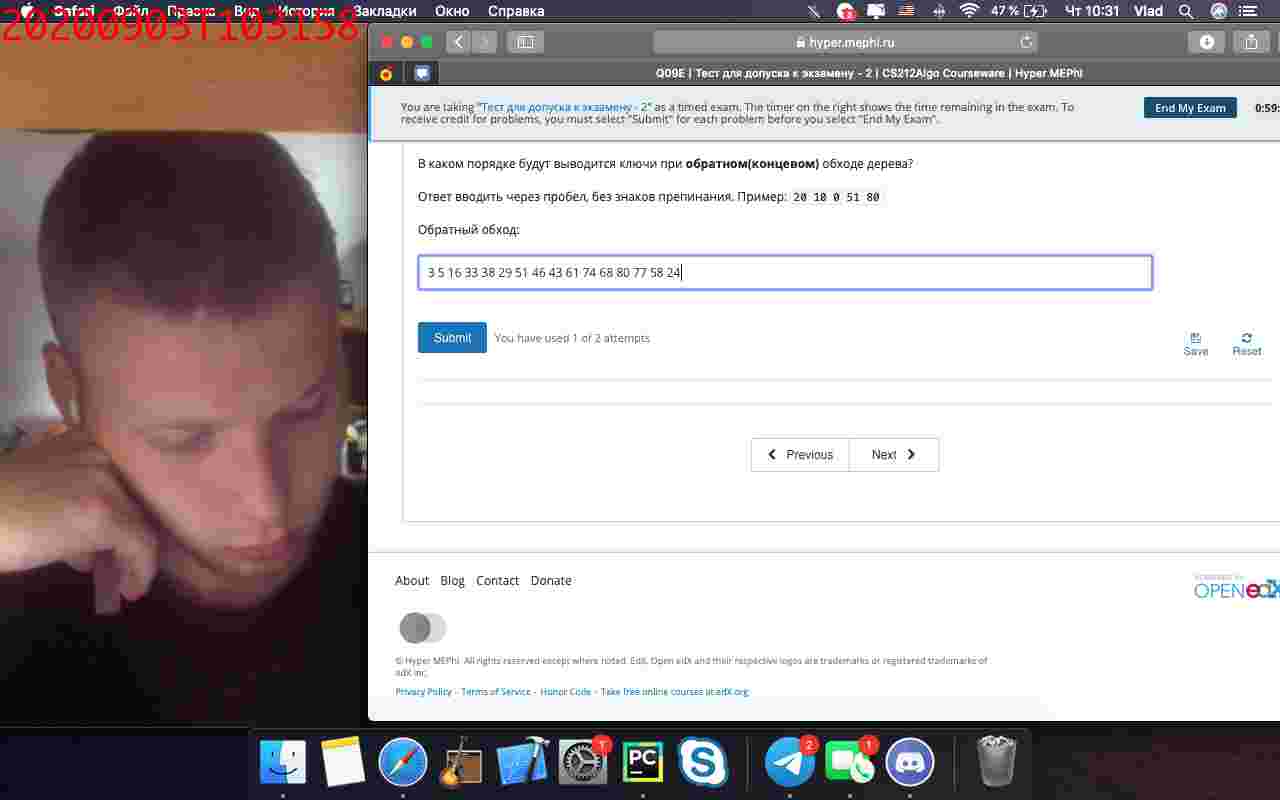 Safari Файл Правка Вид История Закладки Окно Справка 47 % Чт 10:31 Vlad
20200903T103158
hyper.mephi.ru
Q09E | Тест для допуска к экзамену - 2 | CS212Algo Courseware | Hyper.MEPhI
You are taking "Тест для допуска к экзамену - 2" as a timed exam. The timer on the right shows the time remaining in the exam. To
receive credit for problems, you must select "Submit" for each problem before you select "End My Exam".
End My Exam
0:59:
В каком порядке будут выводится ключи при обратном(концевом) обходе дерева?
Ответ вводить через пробел, без знаков препинания. Пример: 20 10 0 51 80
Обратный обход:
3 5 16 33 38 29 51 46 43 61 74 68 80 77 58 24
Submit You have used 1 of 2 attempts
Save Reset
Previous Next
About Blog Contact Donate
POWERED BY
OPEN edX
© Hyper MEPhI. All rights reserved except where noted. EdX, Open edX and their respective logos are trademarks or registered trademarks of
edX Inc.
Privacy Policy - Terms of Service - Honor Code - Take free online courses at edX.org
1 PC S 2 1